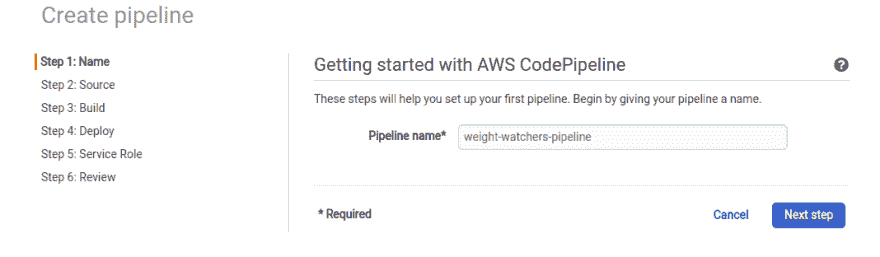 Create pipeline
Step 1: Name
Step 2: Source
Step 3: Build
Step 4: Deploy
Step 5: Service Role
Step 6: Review
Getting started with AWS CodePipeline
?
These steps will help you set up your first pipeline. Begin by giving your pipeline a name.
Pipeline name* weight-watchers-pipeline
* Required
Cancel Next step